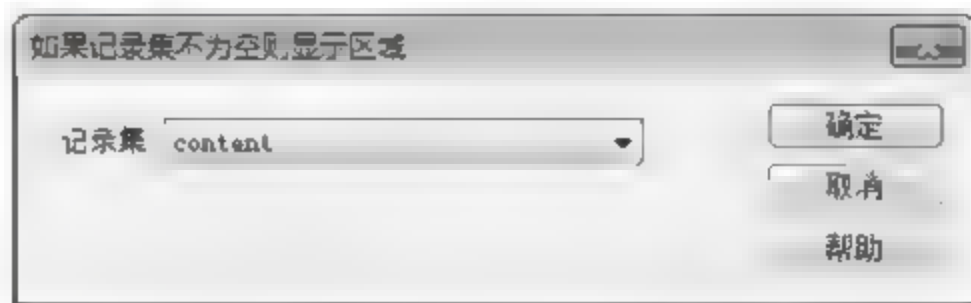 如果记录集不为空则显示区域
记录集 content
确定
取消
帮助